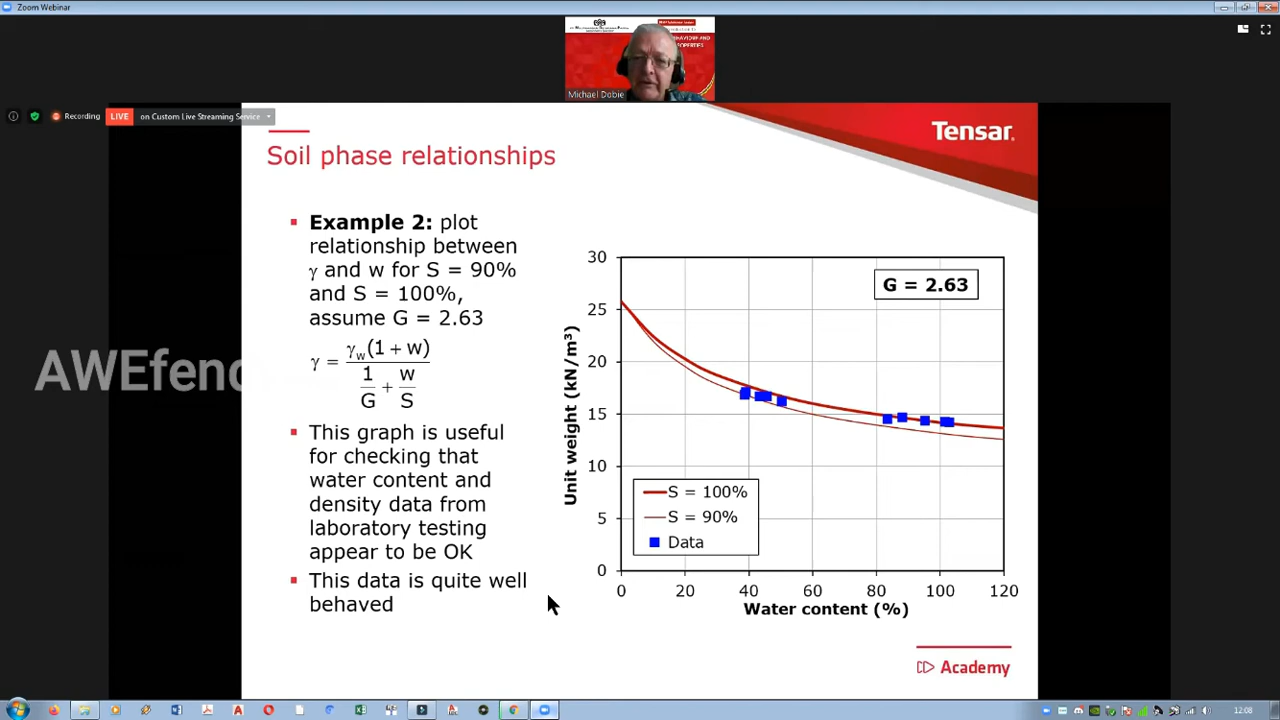 Zoom Webinar
Michael Dobie
Recording
LIVE
on Custom Live Streaming Service
Tensar
Soil phase relationships
Example 2: plot
relationship between
γ and w for S = 90%
and S = 100%,
assume G = 2.63
γ = γw(1 + w)
1/G + w/S
This graph is useful
for checking that
water content and
density data from
laboratory testing
appear to be OK
This data is quite well
behaved
AWEfenc
G = 2.63
30
25
20
15
10
5
0
Unit weight (kN/m³)
S = 100%
S = 90%
Data
0 20 40 60 80 100 120
Water content (%)
Academy
12:08